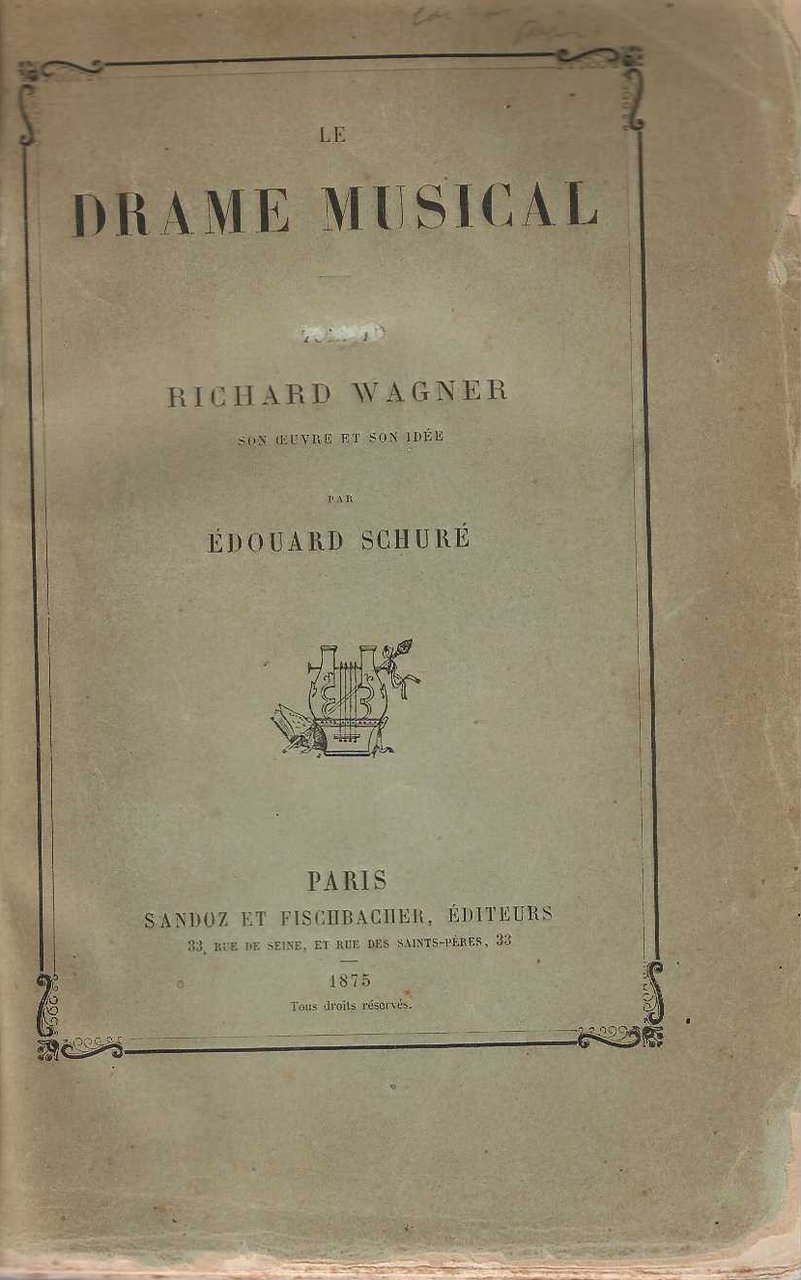 LE
DRAME MUSICAL
RICHARD WAGNER
SON ŒUVRE ET SON IDÉE
PAR
ÉDOUARD SCHURÉ
PARIS
SANDOZ ET FISCHBACHER, ÉDITEURS
33, RUE DE SEINE, ET RUE DES SAINTS-PÈRES, 33
1875
Tous droits réservés.